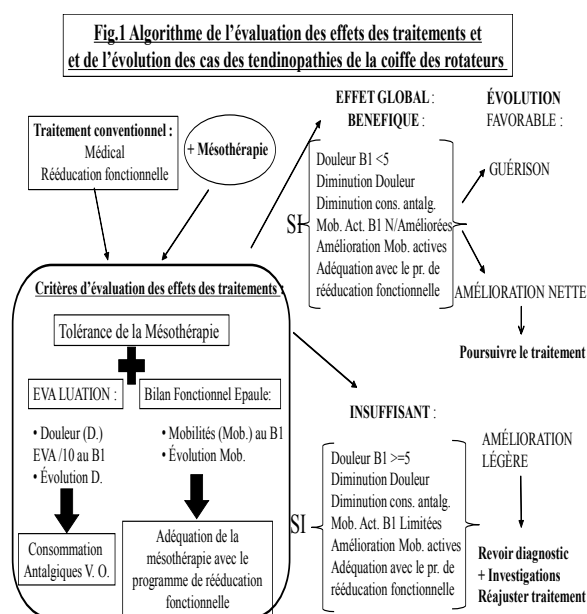 Fig.1 Algorithme de l'évaluation des effets des traitements et
et de l'évolution des cas des tendinopathies de la coiffe des rotateurs
Traitement conventionnel :
Médical
Rééducation fonctionnelle
+ Mésothérapie
EFFET GLOBAL :
BENEFIQUE :
ÉVOLUTION
FAVORABLE :
SI
Douleur B1 <5
Diminution Douleur
Diminution cons. antalg.
Mob. Act. B1 N/Améliorées
Amélioration Mob. actives
Adéquation avec le pr. de
rééducation fonctionnelle
GUÉRISON
AMÉLIORATION NETTE
Poursuivre le traitement
Critères d'évaluation des effets des traitements :
Tolérance de la Mésothérapie
EVA LUATION :
• Douleur (D.)
EVA /10 au B1
• Évolution D.
Consommation
Antalgiques V. O.
Bilan Fonctionnel Epaule:
• Mobilités (Mob.) au B1
• Évolution Mob.
Adéquation de la
mésothérapie avec le
programme de rééducation
fonctionnelle
INSUFFISANT :
SI
Douleur B1 >=5
Diminution Douleur
Diminution cons. antalg.
Mob. Act. B1 Limitées
Amélioration Mob. actives
Adéquation avec le pr. de
rééducation fonctionnelle
AMÉLIORATION
LÉGÈRE
Revoir diagnostic
+ Investigations
Réajuster traitement